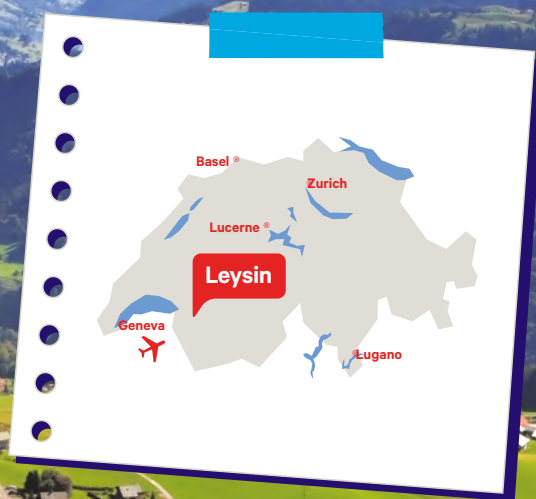 Basel
Zurich
Lucerne
Leysin
Geneva
Lugano